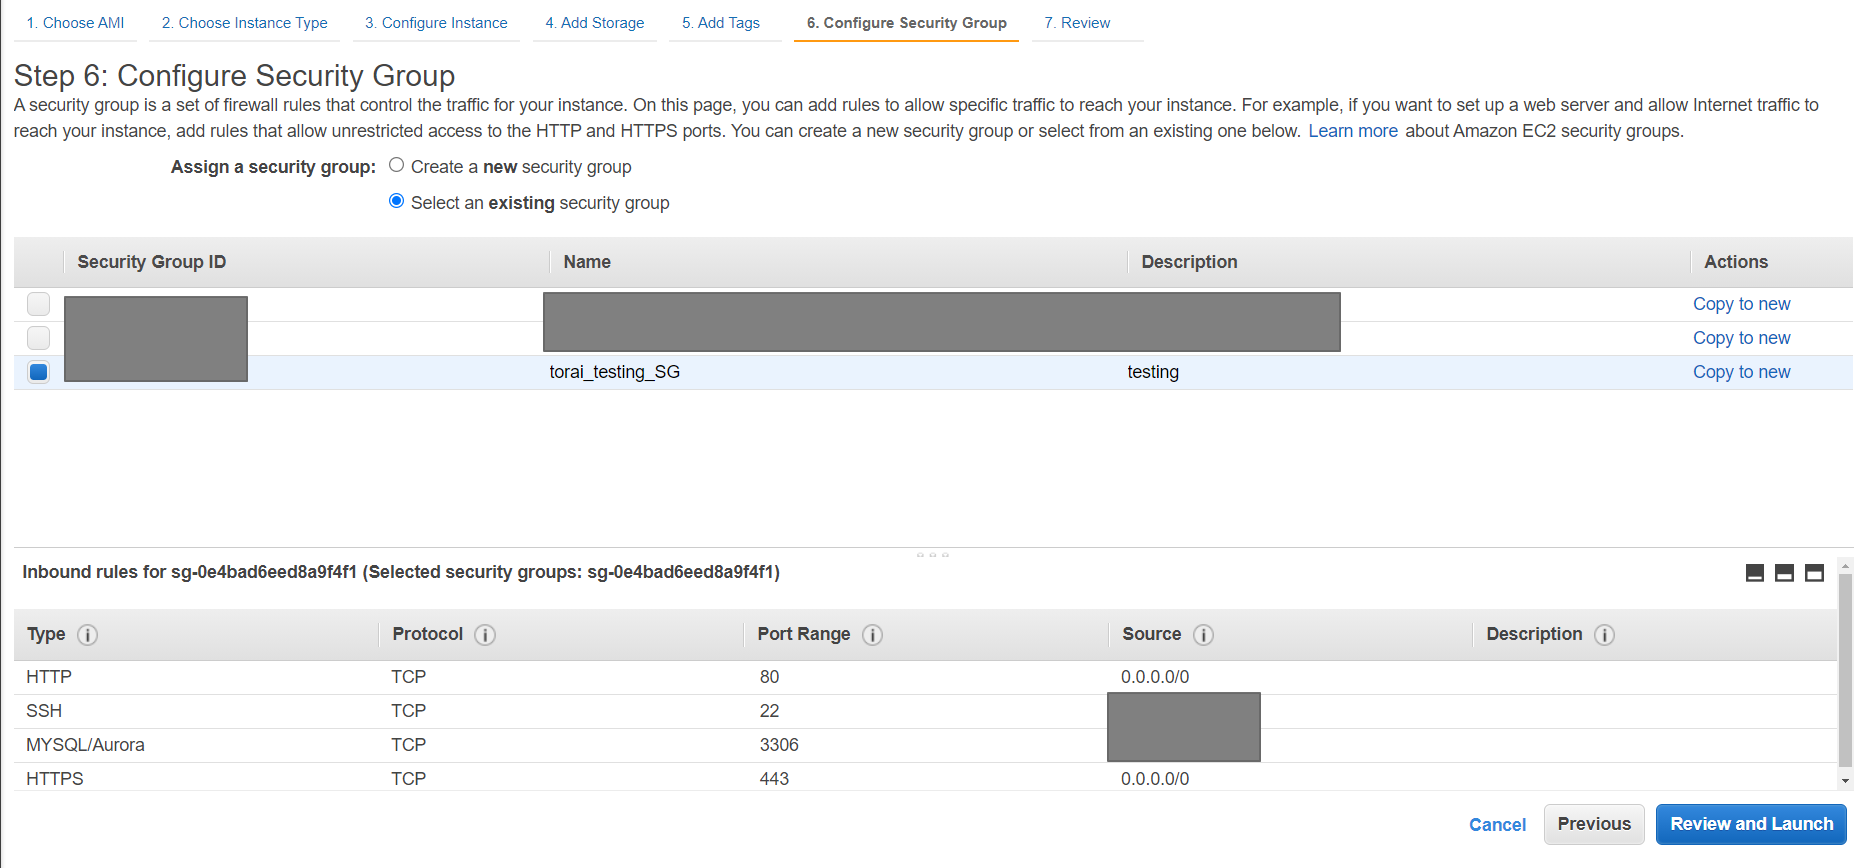 1. Choose AMI 2. Choose Instance Type 3. Configure Instance 4. Add Storage 5. Add Tags 6. Configure Security Group 7. Review
Step 6: Configure Security Group
A security group is a set of firewall rules that control the traffic for your instance. On this page, you can add rules to allow specific traffic to reach your instance. For example, if you want to set up a web server and allow Internet traffic to
reach your instance, add rules that allow unrestricted access to the HTTP and HTTPS ports. You can create a new security group or select from an existing one below. Learn more about Amazon EC2 security groups.
Assign a security group: Create a new security group
Select an existing security group
Security Group ID Name Description Actions
Copy to new
Copy to new
torai_testing_SG testing Copy to new
Inbound rules for sg-0e4bad6eed8a9f4f1 (Selected security groups: sg-0e4bad6eed8a9f4f1)
Type i Protocol i Port Range i Source i Description i
HTTP TCP 80 0.0.0.0/0
SSH TCP 22
MYSQL/Aurora TCP 3306
HTTPS TCP 443 0.0.0.0/0
Cancel Previous Review and Launch